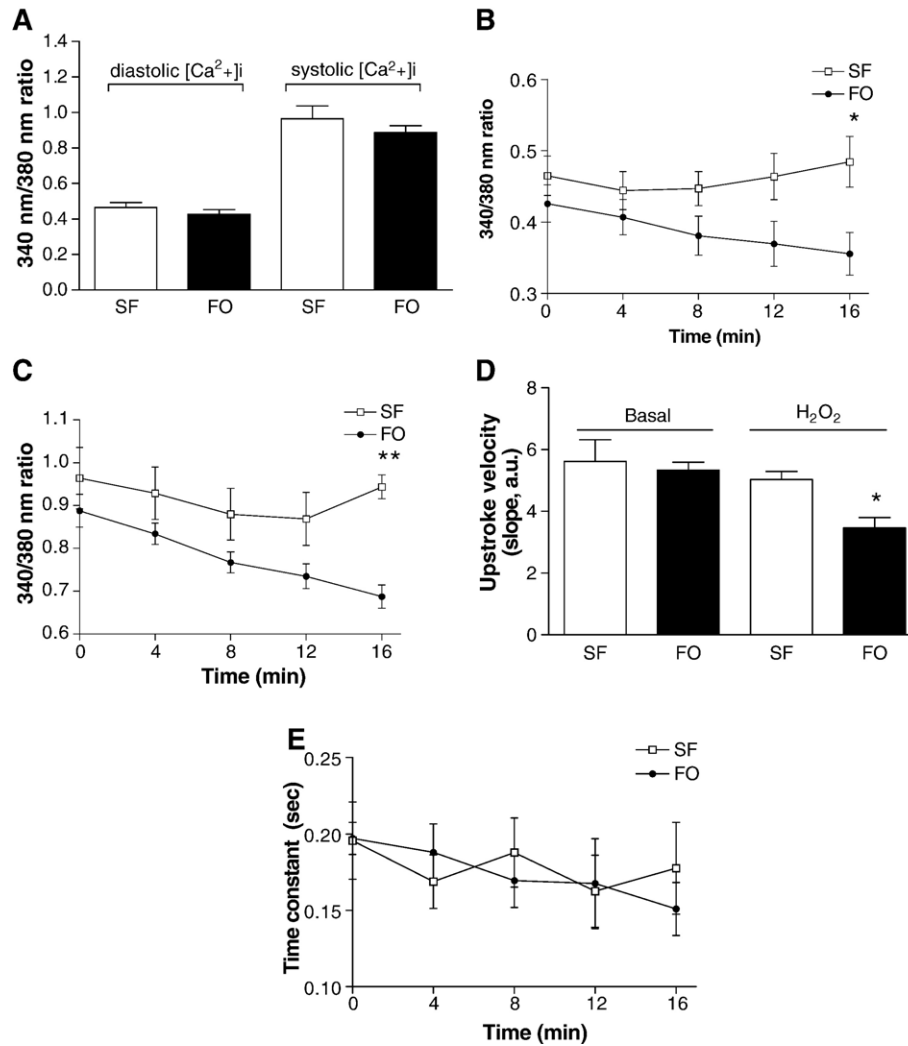 A
1.4
1.2
1.0
0.8
0.6
0.4
0.2
0.0
340 nm/380 nm ratio
diastolic [Ca²+]i
systolic [Ca²+]i
SF
FO
SF
FO
B
0.6
0.5
0.4
0.3
340/380 nm ratio
SF
FO
*
0
4
8
12
16
Time (min)
C
1.1
1.0
0.9
0.8
0.7
0.6
340/380 nm ratio
SF
FO
**
0
4
8
12
16
Time (min)
D
8
6
4
2
0
Upstroke velocity
(slope, a.u.)
Basal
H₂O₂
*
SF
FO
SF
FO
E
0.25
0.20
0.15
0.10
Time constant (sec)
SF
FO
0
4
8
12
16
Time (min)